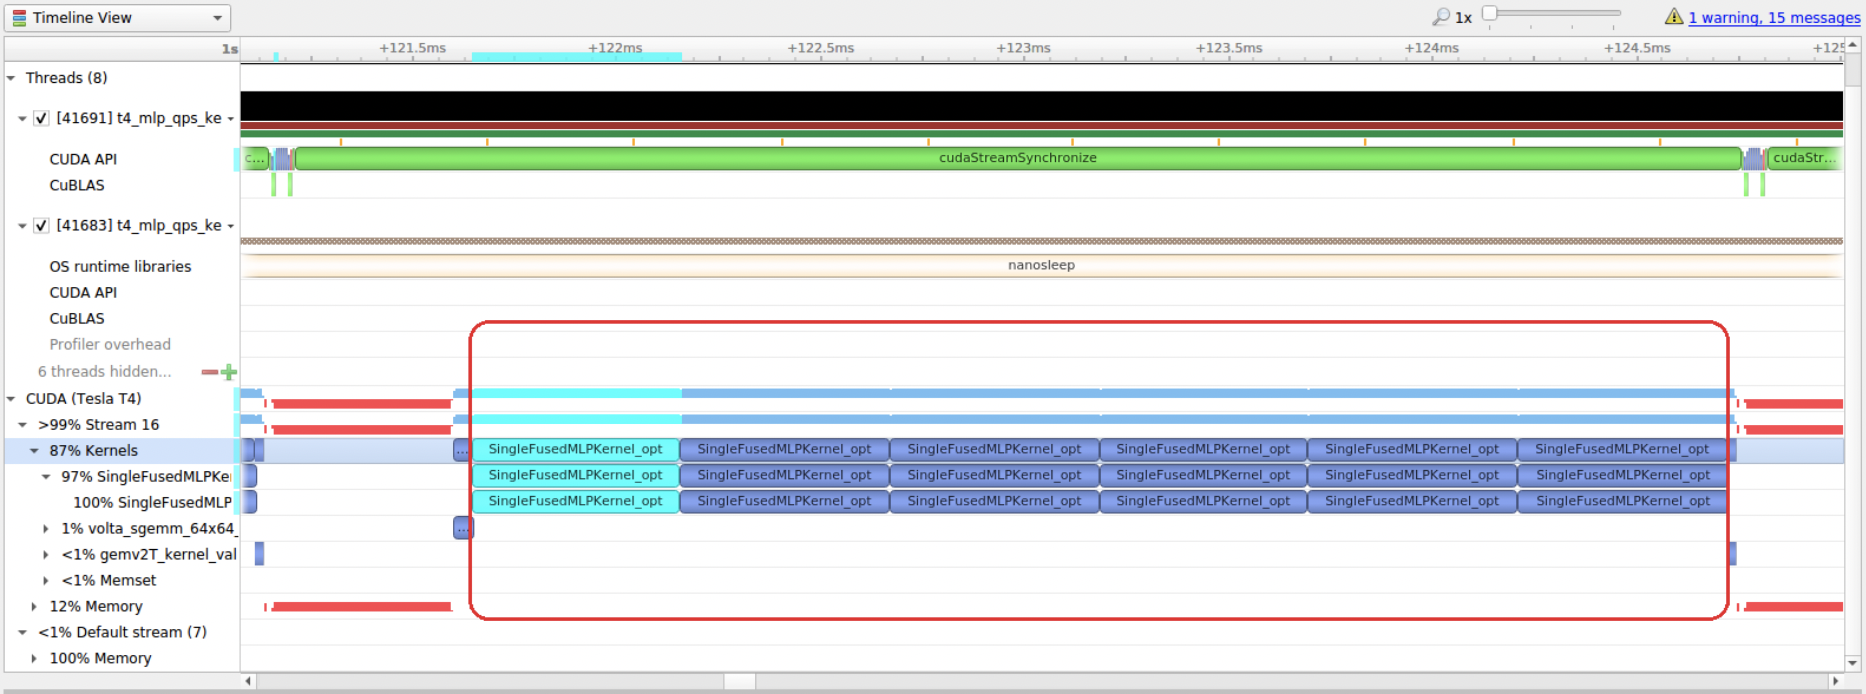 Timeline View
1x
1 warning, 15 messages
1s
+121.5ms +122ms +122.5ms +123ms +123.5ms +124ms +124.5ms +125
Threads (8)
[41691] t4_mlp_qps_ke
CUDA API
c... cudaStreamSynchronize cudaStr...
CuBLAS
[41683] t4_mlp_qps_ke
OS runtime libraries
nanosleep
CUDA API
CuBLAS
Profiler overhead
6 threads hidden...
CUDA (Tesla T4)
>99% Stream 16
87% Kernels
... SingleFusedMLPKernel_opt SingleFusedMLPKernel_opt SingleFusedMLPKernel_opt SingleFusedMLPKernel_opt SingleFusedMLPKernel_opt SingleFusedMLPKernel_opt
97% SingleFusedMLPKe
SingleFusedMLPKernel_opt SingleFusedMLPKernel_opt SingleFusedMLPKernel_opt SingleFusedMLPKernel_opt SingleFusedMLPKernel_opt SingleFusedMLPKernel_opt
100% SingleFusedMLP
SingleFusedMLPKernel_opt SingleFusedMLPKernel_opt SingleFusedMLPKernel_opt SingleFusedMLPKernel_opt SingleFusedMLPKernel_opt SingleFusedMLPKernel_opt
1% volta_sgemm_64x64_
...
<1% gemv2T_kernel_val
<1% Memset
12% Memory
<1% Default stream (7)
100% Memory